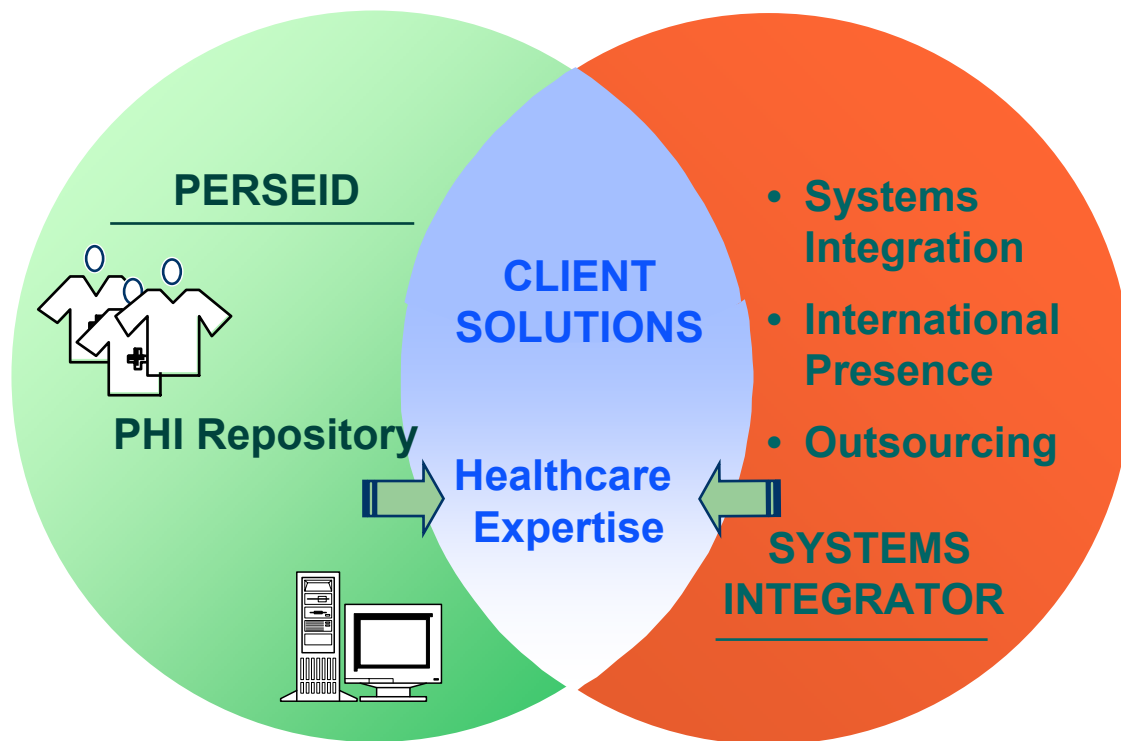 PERSEID
PHI Repository
CLIENT
SOLUTIONS
Healthcare
Expertise
• Systems
Integration
• International
Presence
• Outsourcing
SYSTEMS
INTEGRATOR